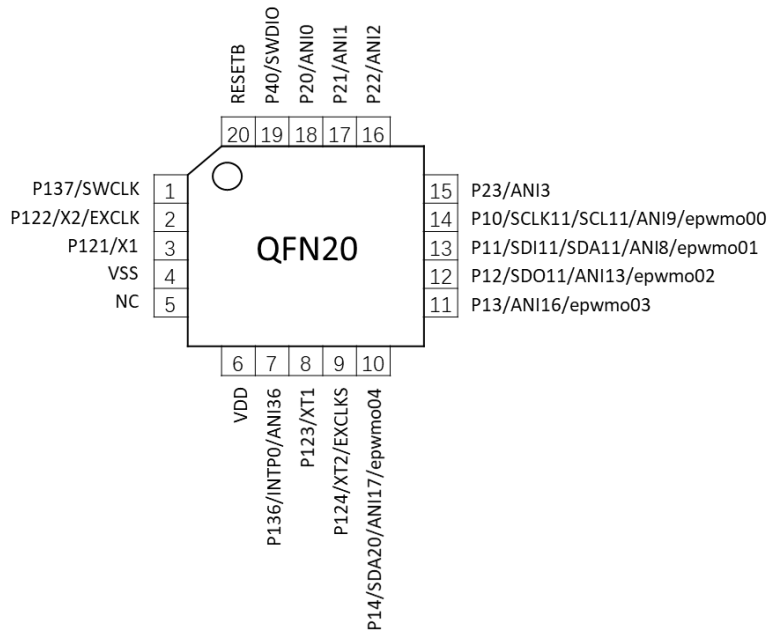 RESETB
P40/SWDIO
P20/ANI0
P21/ANI1
P22/ANI2
20 19 18 17 16
P137/SWCLK 1
P122/X2/EXCLK 2
P121/X1 3
VSS 4
NC 5
QFN20
15 P23/ANI3
14 P10/SCLK11/SCL11/ANI9/epwmo00
13 P11/SDI11/SDA11/ANI8/epwmo01
12 P12/SDO11/ANI13/epwmo02
11 P13/ANI16/epwmo03
6 7 8 9 10
VDD
P136/INTP0/ANI36
P123/XT1
P124/XT2/EXCLKS
P14/SDA20/ANI17/epwmo04